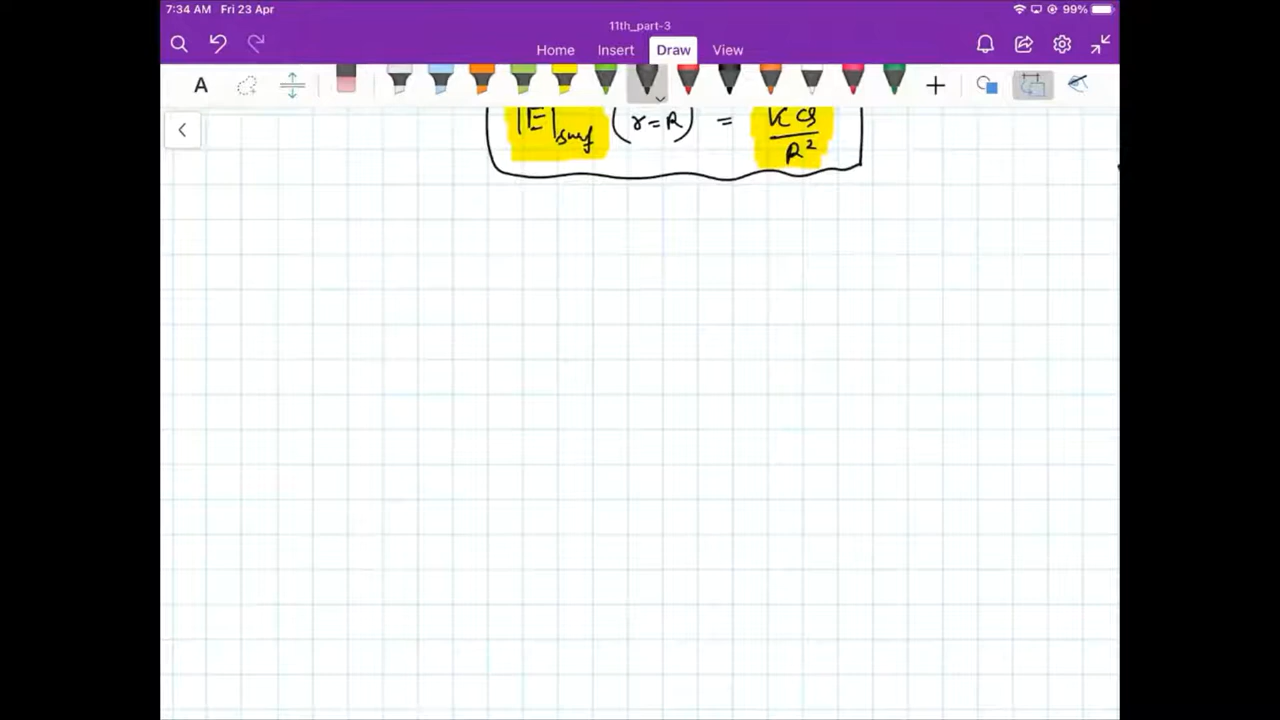 7:34 AM Fri 23 Apr
99%
11th_part-3
Home Insert Draw View
A
|E|surf (r=R) = KQ
R²